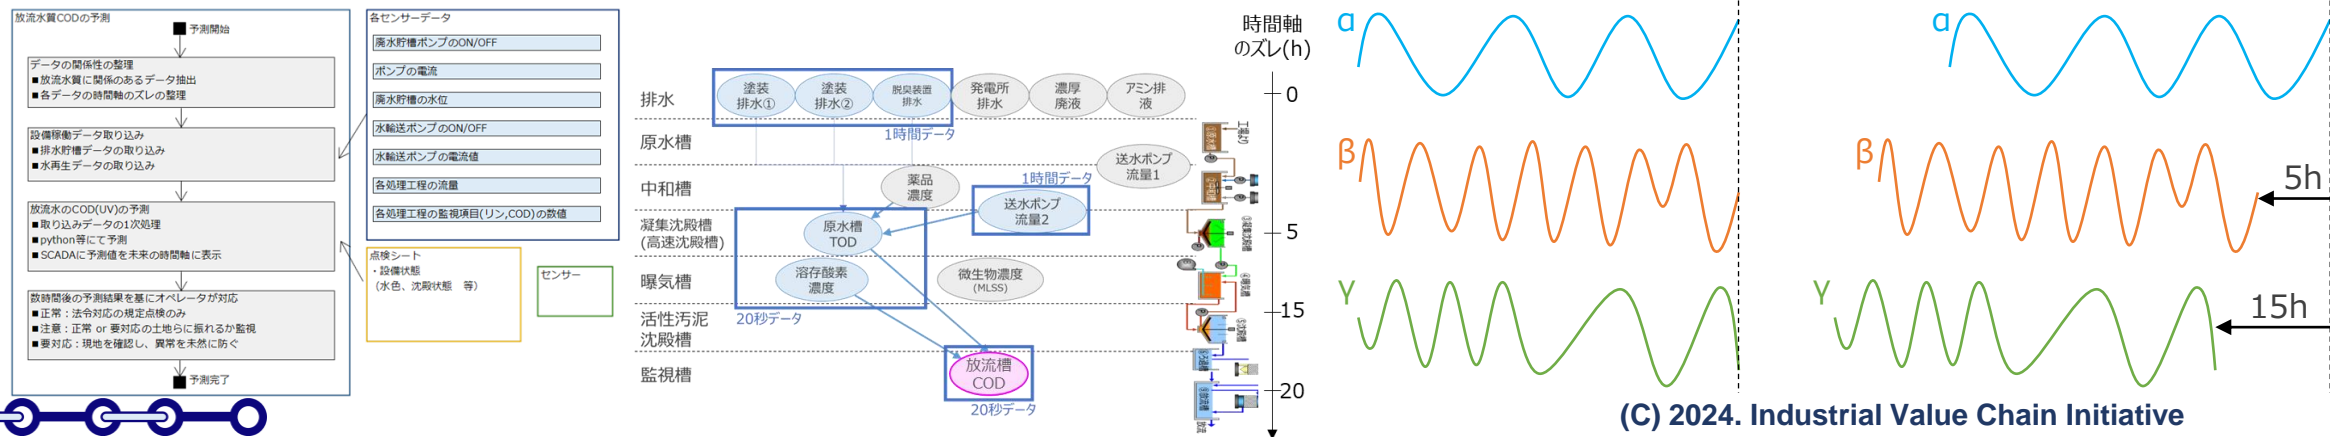 放流水質CODの予測
予測開始
データの関係性の整理
■放流水質に関係のあるデータ抽出
■各データの時間軸のズレの整理
設備稼働データ取り込み
■排水貯槽データの取り込み
■水再生データの取り込み
放流水のCOD(UV)の予測
■取り込みデータの1次処理
■python等にて予測
■SCADAに予測値を未来の時間軸に表示
数時間後の予測結果を基にオペレータが対応
■正常：法令対応の規定点検のみ
■注意：正常 or 要対応の土地らに振れるか監視
■要対応：現地を確認し、異常を未然に防ぐ
予測完了
各センサーデータ
廃水貯槽ポンプのON/OFF
ポンプの電流
廃水貯槽の水位
水輸送ポンプのON/OFF
水輸送ポンプの電流値
各処理工程の流量
各処理工程の監視項目(リン,COD)の数値
点検シート
・設備状態
（水色、沈殿状態　等）
センサー
排水
原水槽
中和槽
凝集沈殿槽
(高速沈殿槽)
曝気槽
活性汚泥
沈殿槽
監視槽
塗装
排水①
塗装
排水②
脱臭装置
排水
発電所
排水
濃厚
廃液
アミン排
液
1時間データ
送水ポンプ
流量1
薬品
濃度
1時間データ
送水ポンプ
流量2
原水槽
TOD
溶存酸素
濃度
微生物濃度
(MLSS)
20秒データ
放流槽
COD
20秒データ
時間軸
のズレ(h)
0
5
15
20
工場より
放流
α
β
γ
α
β
γ
5h
15h
(C) 2024. Industrial Value Chain Initiative